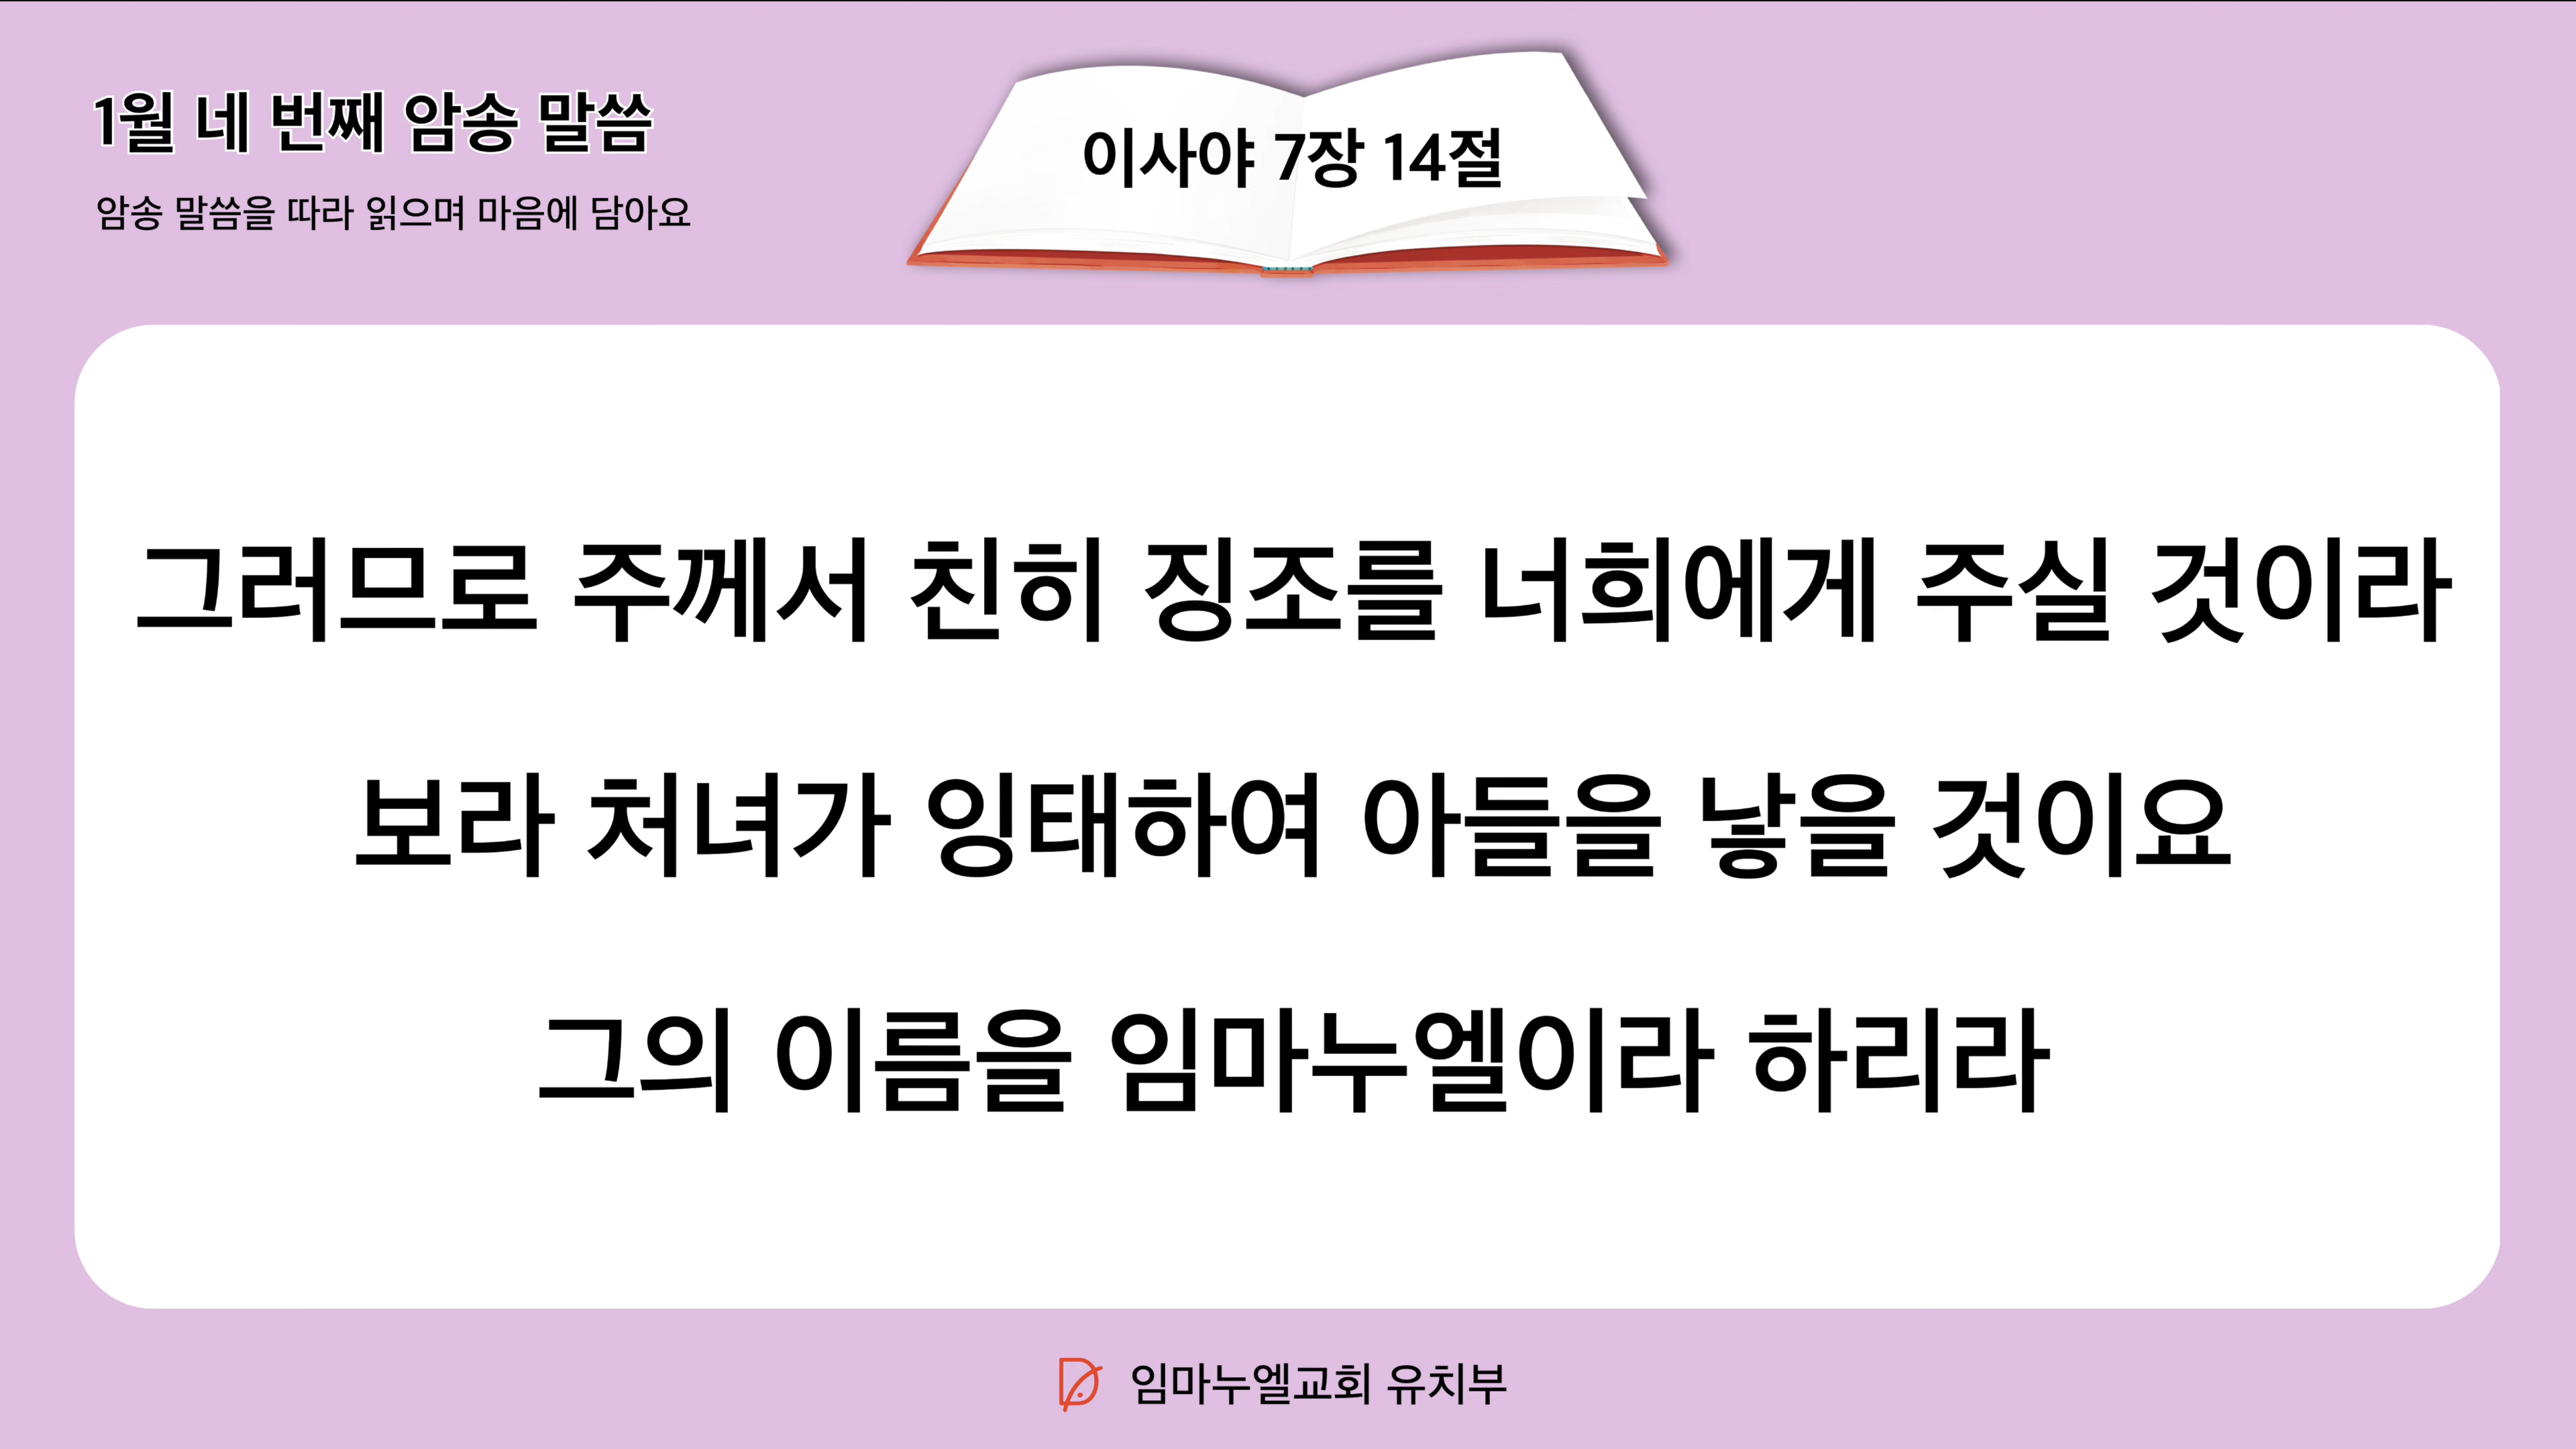 1월 네 번째 암송 말씀
암송 말씀을 따라 읽으며 마음에 담아요
이사야 7장 14절
그러므로 주께서 친히 징조를 너희에게 주실 것이라
보라 처녀가 잉태하여 아들을 낳을 것이요
그의 이름을 임마누엘이라 하리라
임마누엘교회 유치부